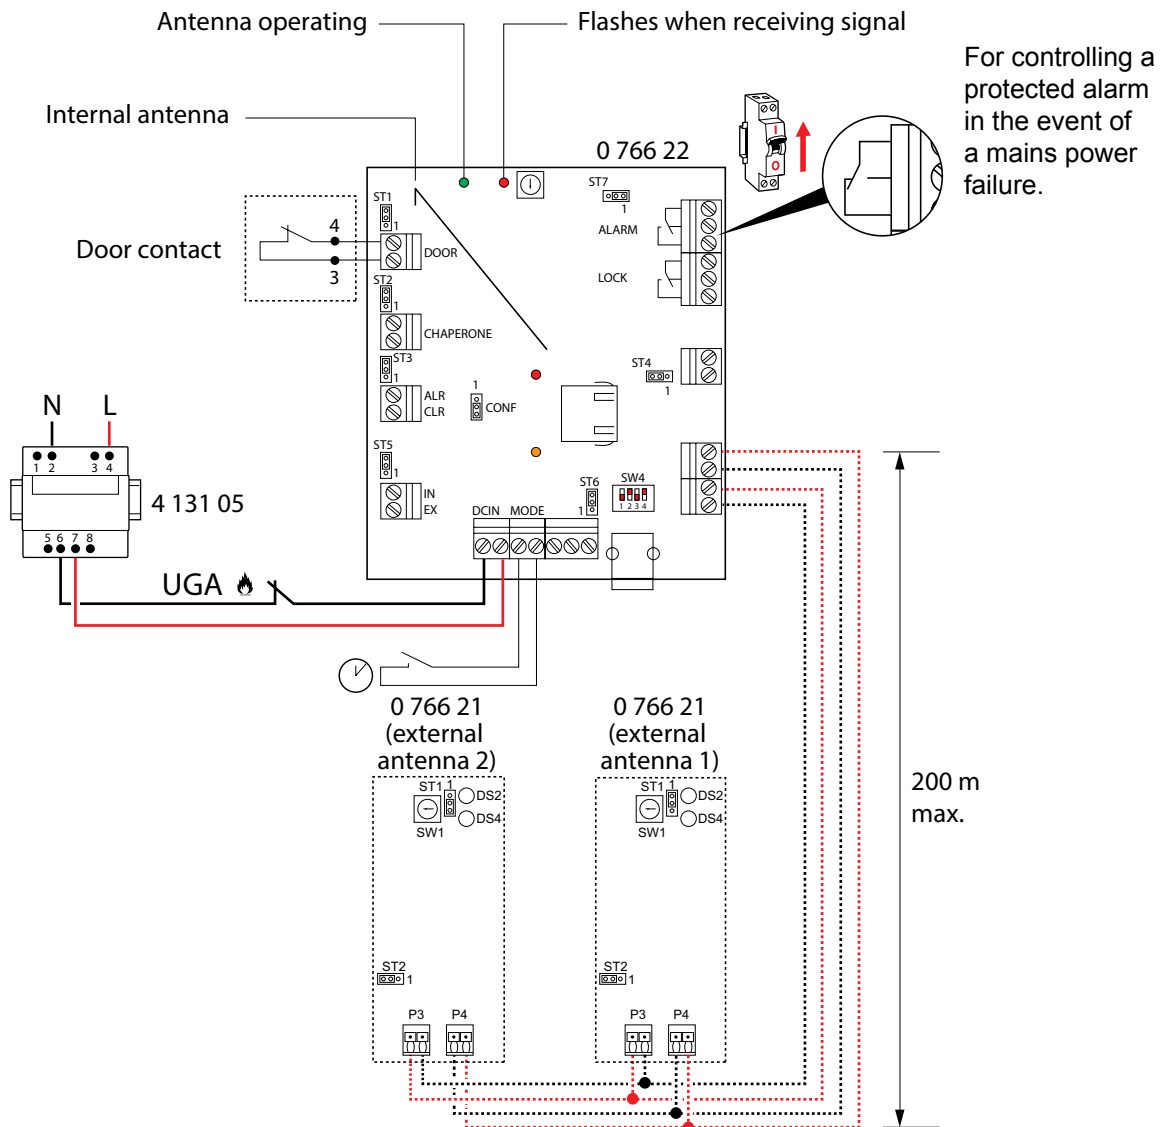 Antenna operating
Flashes when receiving signal
For controlling a
protected alarm
in the event of
a mains power
failure.
Internal antenna
0 766 22
I
O
ST7
1
ALARM
LOCK
ST1
1
DOOR
4
3
Door contact
ST2
1
CHAPERONE
ST3
1
ALR
CLR
1
CONF
ST4
1
N L
1 2 3 4
4 131 05
5 6 7 8
ST5
1
IN
EX
DCIN MODE
ST6
1
SW4
1 2 3 4
UGA
0 766 21
(external
antenna 2)
0 766 21
(external
antenna 1)
ST1 1
DS2
DS4
SW1
ST2
1
P3 P4
ST1 1
DS2
DS4
SW1
ST2
1
P3 P4
200 m
max.